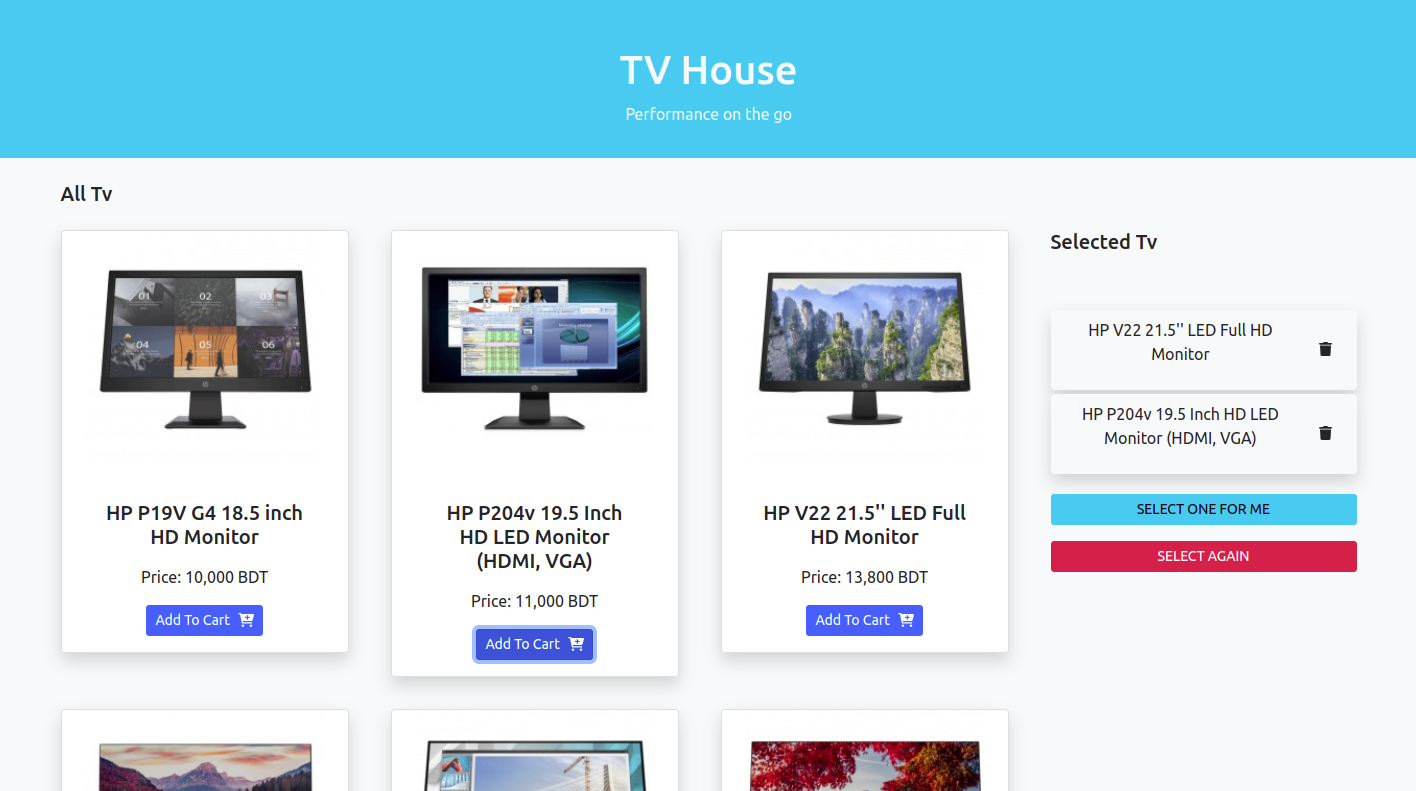 TV House
Performance on the go
All Tv
01
02
03
04
05
06
HP P19V G4 18.5 inch
HD Monitor
Price: 10,000 BDT
Add To Cart
HP P204v 19.5 Inch
HD LED Monitor
(HDMI, VGA)
Price: 11,000 BDT
Add To Cart
HP V22 21.5'' LED Full
HD Monitor
Price: 13,800 BDT
Add To Cart
Selected Tv
HP V22 21.5'' LED Full HD
Monitor
HP P204v 19.5 Inch HD LED
Monitor (HDMI, VGA)
SELECT ONE FOR ME
SELECT AGAIN